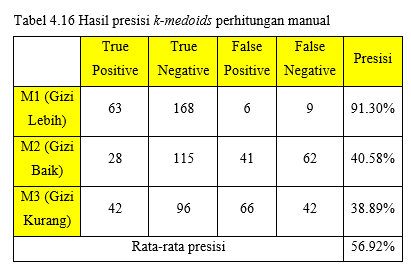 Tabel 4.16 Hasil presisi k-medoids perhitungan manual
True Positive True Negative False Positive False Negative Presisi
M1 (Gizi Lebih) 63 168 6 9 91.30%
M2 (Gizi Baik) 28 115 41 62 40.58%
M3 (Gizi Kurang) 42 96 66 42 38.89%
Rata-rata presisi 56.92%